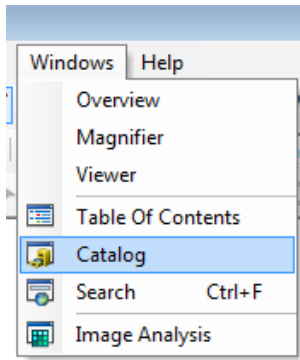 Windows Help
Overview
Magnifier
Viewer
Table Of Contents
Catalog
Search Ctrl+F
Image Analysis